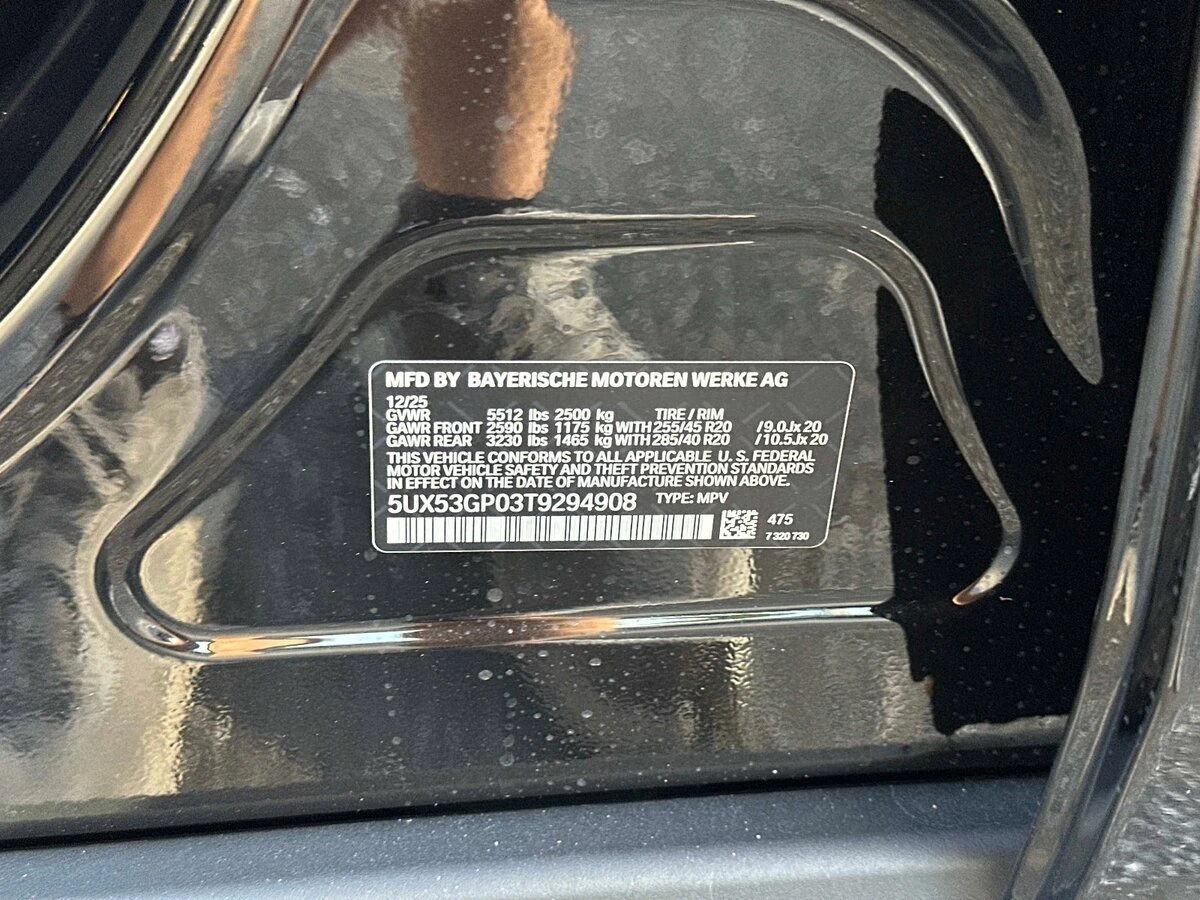 MFD BY BAYERISCHE MOTOREN WERKE AG
12/25
GVWR 5512 lbs 2500 kg TIRE / RIM
GAWR FRONT 2590 lbs 1175 kg WITH 255/45 R20 /9.0Jx 20
GAWR REAR 3230 lbs 1465 kg WITH 285/40 R20 /10.5Jx 20
THIS VEHICLE CONFORMS TO ALL APPLICABLE U. S. FEDERAL
MOTOR VEHICLE SAFETY AND THEFT PREVENTION STANDARDS
IN EFFECT ON THE DATE OF MANUFACTURE SHOWN ABOVE.
5UX53GP03T9294908 TYPE: MPV
475
7 320 730